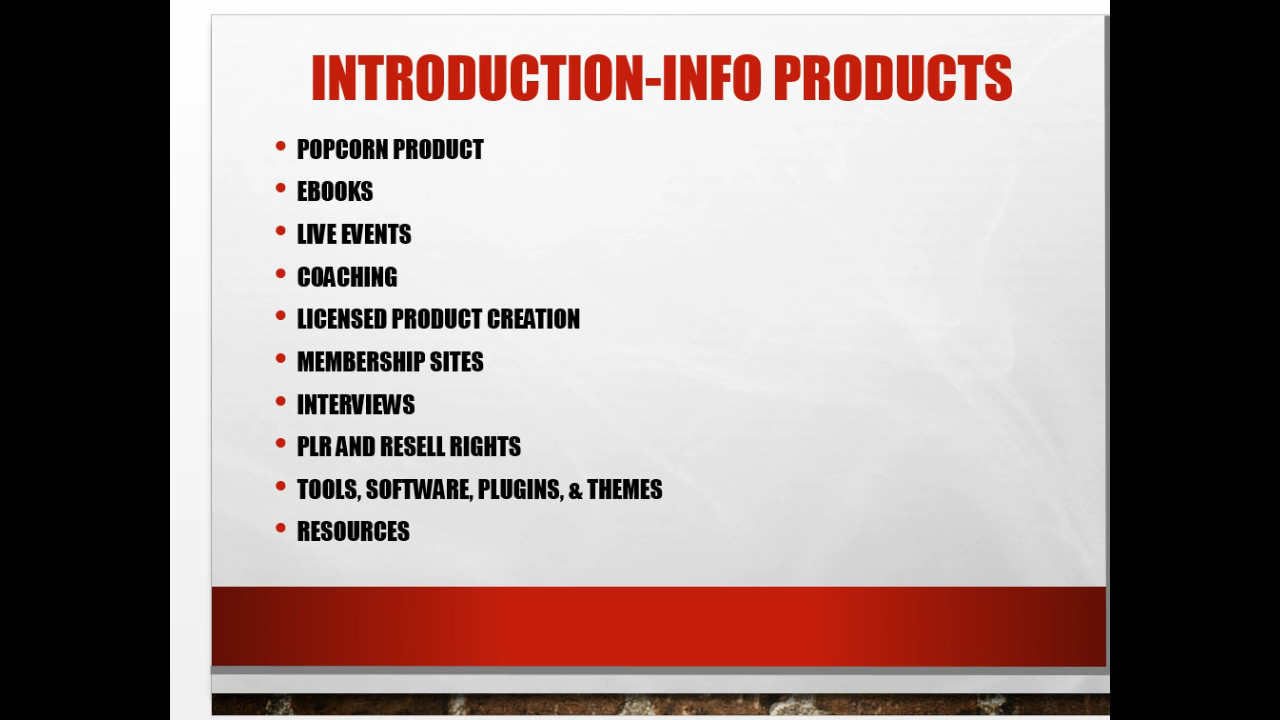 INTRODUCTION-INFO PRODUCTS
• POPCORN PRODUCT
• EBOOKS
• LIVE EVENTS
• COACHING
• LICENSED PRODUCT CREATION
• MEMBERSHIP SITES
• INTERVIEWS
• PLR AND RESELL RIGHTS
• TOOLS, SOFTWARE, PLUGINS, & THEMES
• RESOURCES